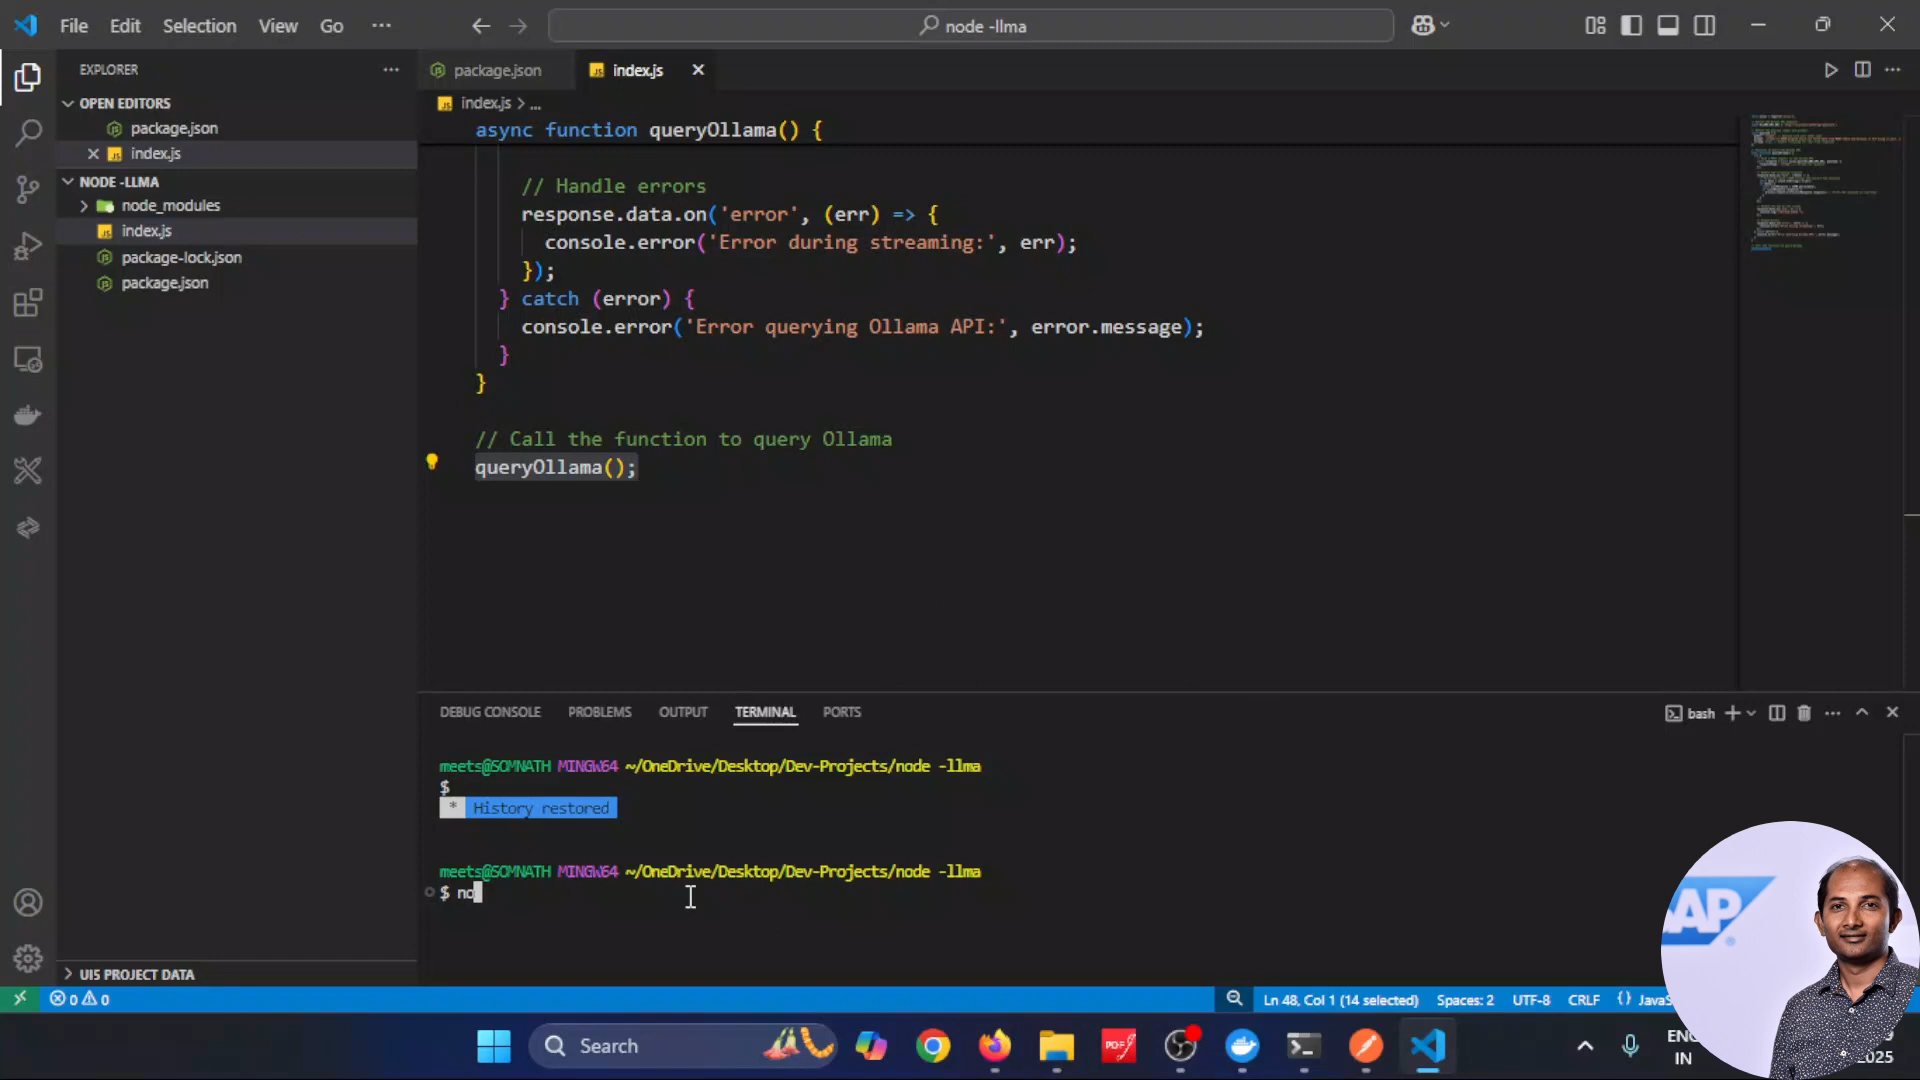 File Edit Selection View Go ··· node -llma
EXPLORER ···
OPEN EDITORS
package.json
index.js
NODE -LLMA
node_modules
index.js
package-lock.json
package.json
UI5 PROJECT DATA
package.json index.js
index.js > ...
async function queryOllama() {
// Handle errors
response.data.on('error', (err) => {
console.error('Error during streaming:', err);
});
} catch (error) {
console.error('Error querying Ollama API:', error.message);
}
}
// Call the function to query Ollama
queryOllama();
DEBUG CONSOLE PROBLEMS OUTPUT TERMINAL PORTS bash
meets@SOMNATH MINGW64 ~/OneDrive/Desktop/Dev-Projects/node -llma
$
* History restored
meets@SOMNATH MINGW64 ~/OneDrive/Desktop/Dev-Projects/node -llma
$ no
0 0 Ln 48, Col 1 (14 selected) Spaces: 2 UTF-8 CRLF {}
Search
PDF
IN
2025